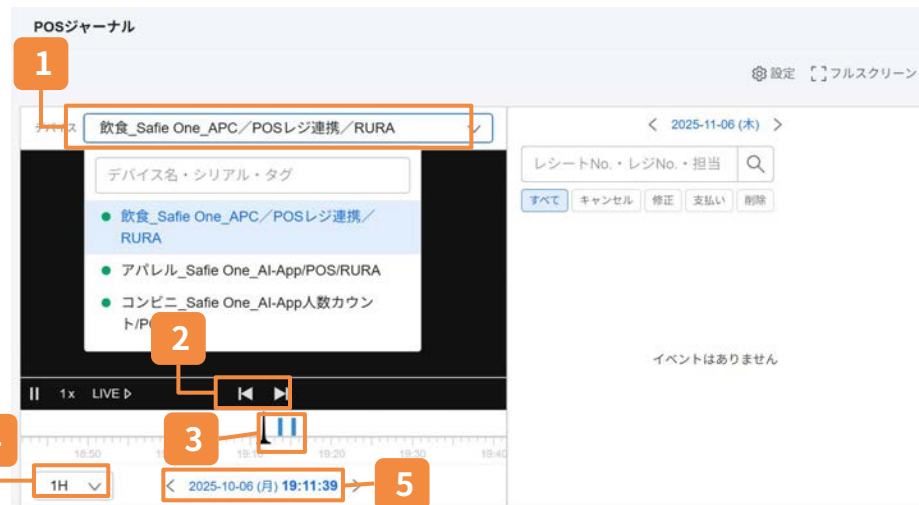 POSジャーナル
1
設定 フルスクリーン
デバイス 飲食_Safie One_APC／POSレジ連携／RURA
2025-11-06 (木)
デバイス名・シリアル・タグ
レシートNo.・レジNo.・担当
飲食_Safie One_APC／POSレジ連携／
RURA
すべて キャンセル 修正 支払い 削除
アパレル_Safie One_AI-App/POS/RURA
コンビニ_Safie One_AI-App人数カウン
2
イベントはありません
1x LIVE
3
18:50 19:10 19:20 19:30 19:40
1H
2025-10-06 (月) 19:11:39
5